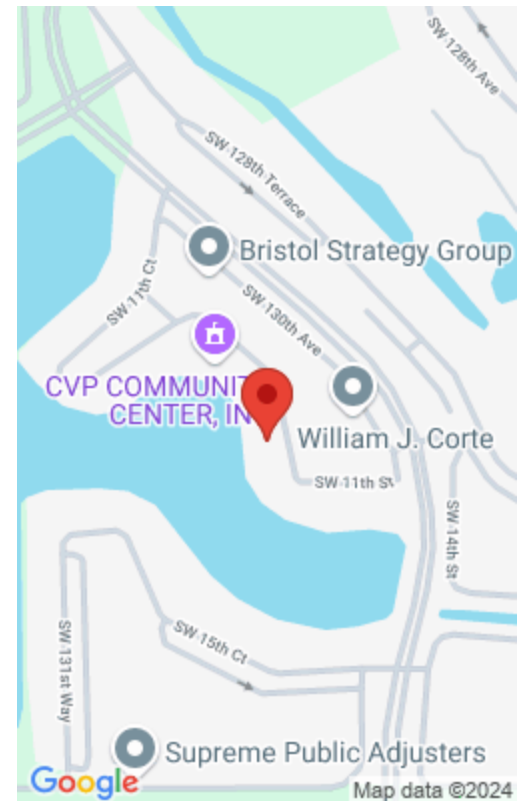 SW 128th Ave
SW 128th Terrace
Bristol Strategy Group
SW 11th Ct
SW 130th Ave
CVP COMMUNIT
CENTER, IN
William J. Corte
SW 11th St
SW 14th St
SW 15th Ct
SW 131st Way
Supreme Public Adjusters
Google
Map data ©2024